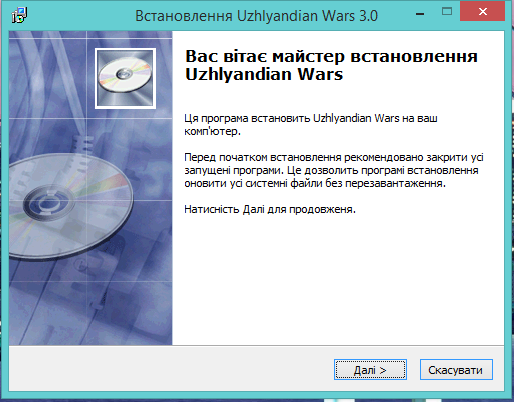 Встановлення Uzhlyandian Wars 3.0
Вас вітає майстер встановлення
Uzhlyandian Wars
Ця програма встановить Uzhlyandian Wars на ваш
комп'ютер.
Перед початком встановлення рекомендовано закрити усі
запущені програми. Це дозволить програмі встановлення
оновити усі системні файли без перезавантаження.
Натисність Далі для продовженя.
Далі >
Скасувати